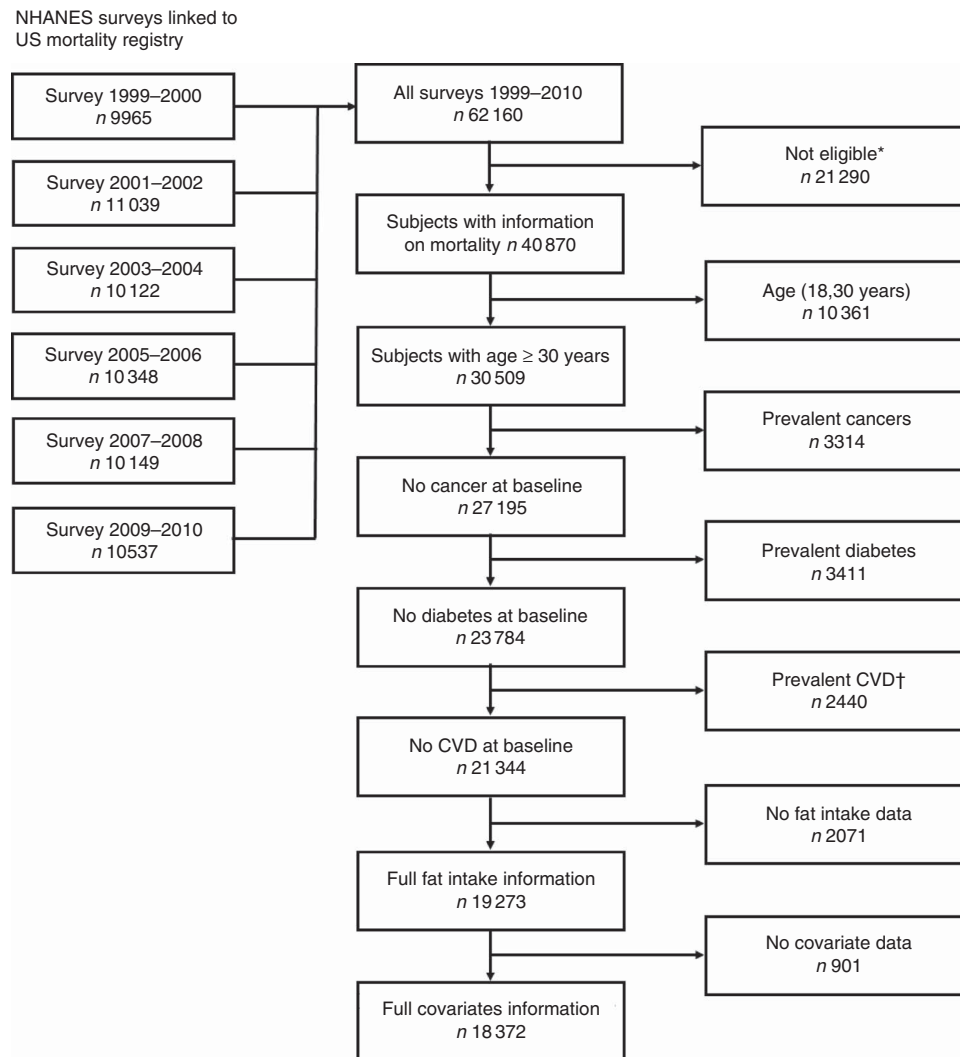 NHANES surveys linked to
US mortality registry
Survey 1999–2000
n 9965
Survey 2001–2002
n 11 039
Survey 2003–2004
n 10 122
Survey 2005–2006
n 10 348
Survey 2007–2008
n 10 149
Survey 2009–2010
n 10537
All surveys 1999–2010
n 62 160
Not eligible*
n 21 290
Subjects with information
on mortality n 40 870
Age (18,30 years)
n 10 361
Subjects with age ≥ 30 years
n 30 509
Prevalent cancers
n 3314
No cancer at baseline
n 27 195
Prevalent diabetes
n 3411
No diabetes at baseline
n 23 784
Prevalent CVD†
n 2440
No CVD at baseline
n 21 344
No fat intake data
n 2071
Full fat intake information
n 19 273
No covariate data
n 901
Full covariates information
n 18 372